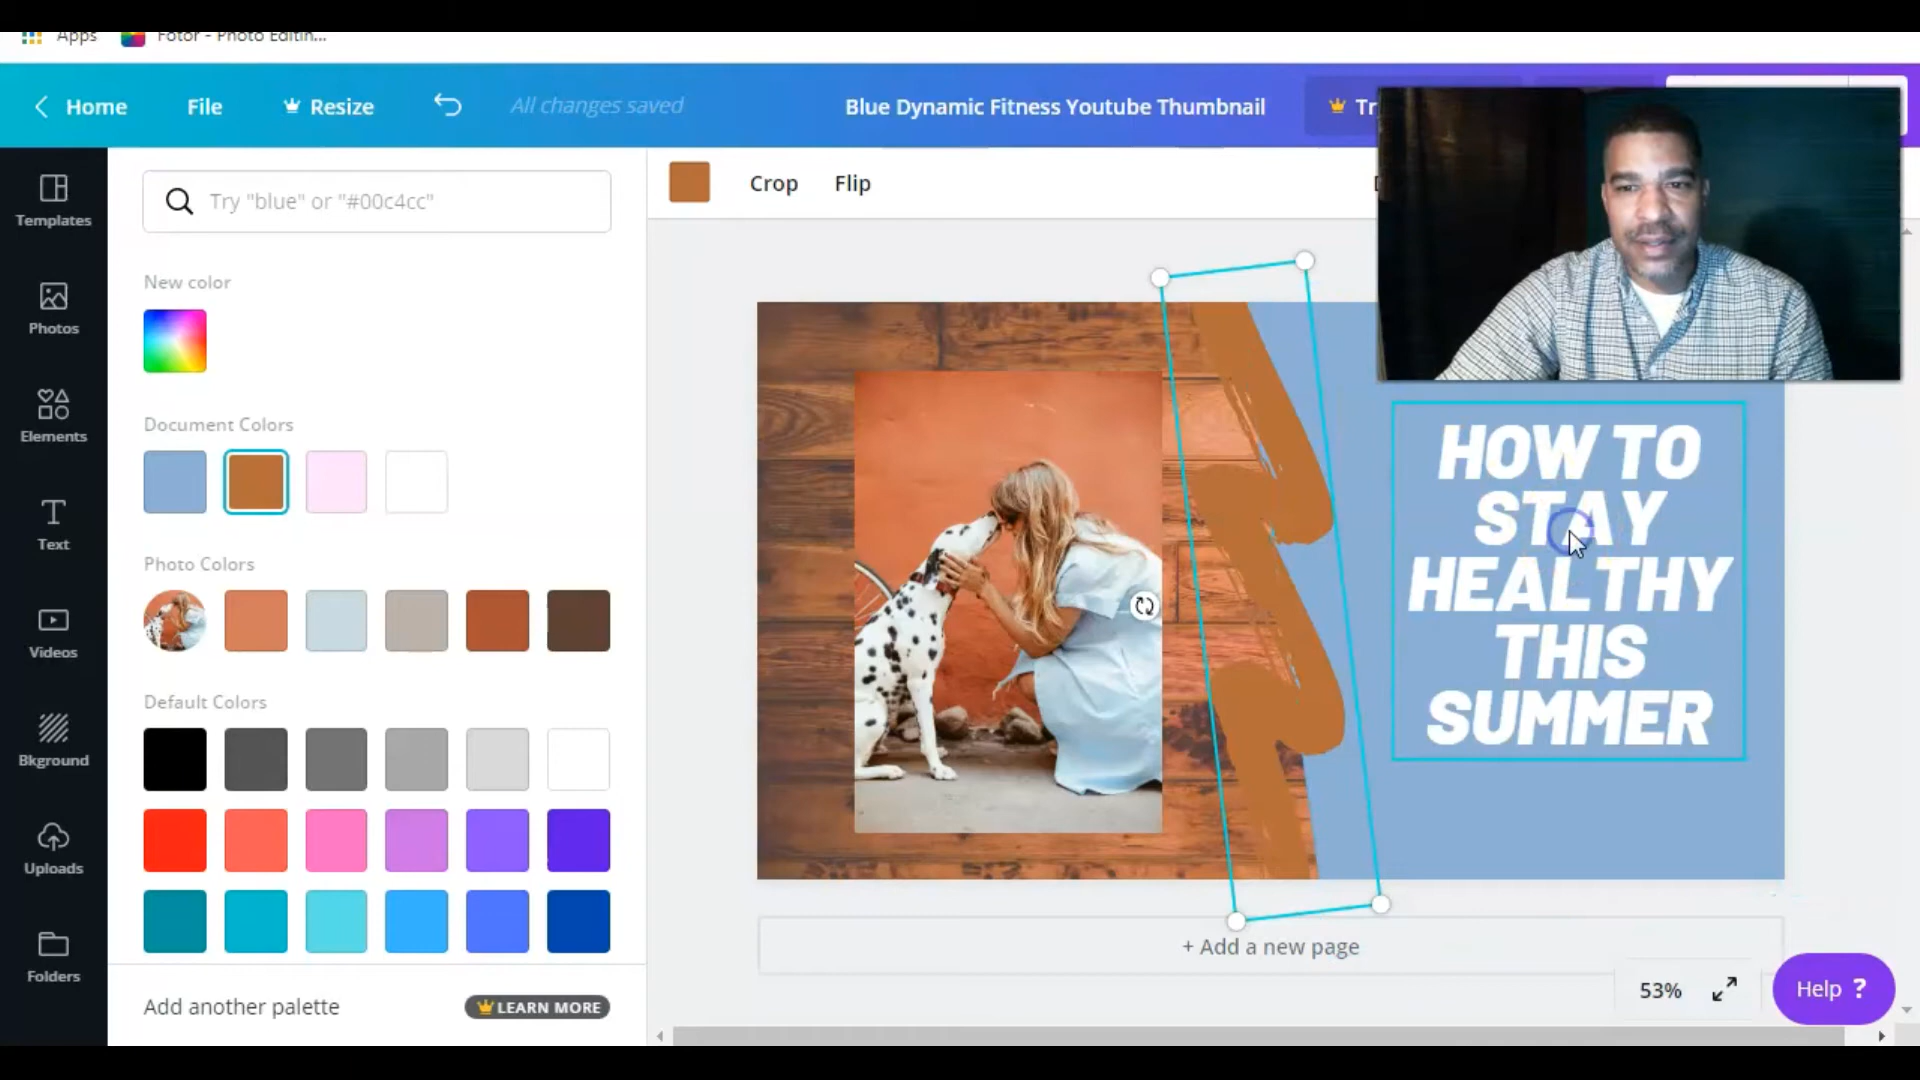 Apps
Fotor - Photo Editin...
Home
File
Resize
All changes saved
Blue Dynamic Fitness Youtube Thumbnail
Try "blue" or "#00c4cc"
Crop
Flip
Templates
Photos
Elements
Text
Videos
Bkground
Uploads
Folders
New color
Document Colors
Photo Colors
Default Colors
Add another palette
LEARN MORE
HOW TO
STAY
HEALTHY
THIS
SUMMER
+ Add a new page
53%
Help ?